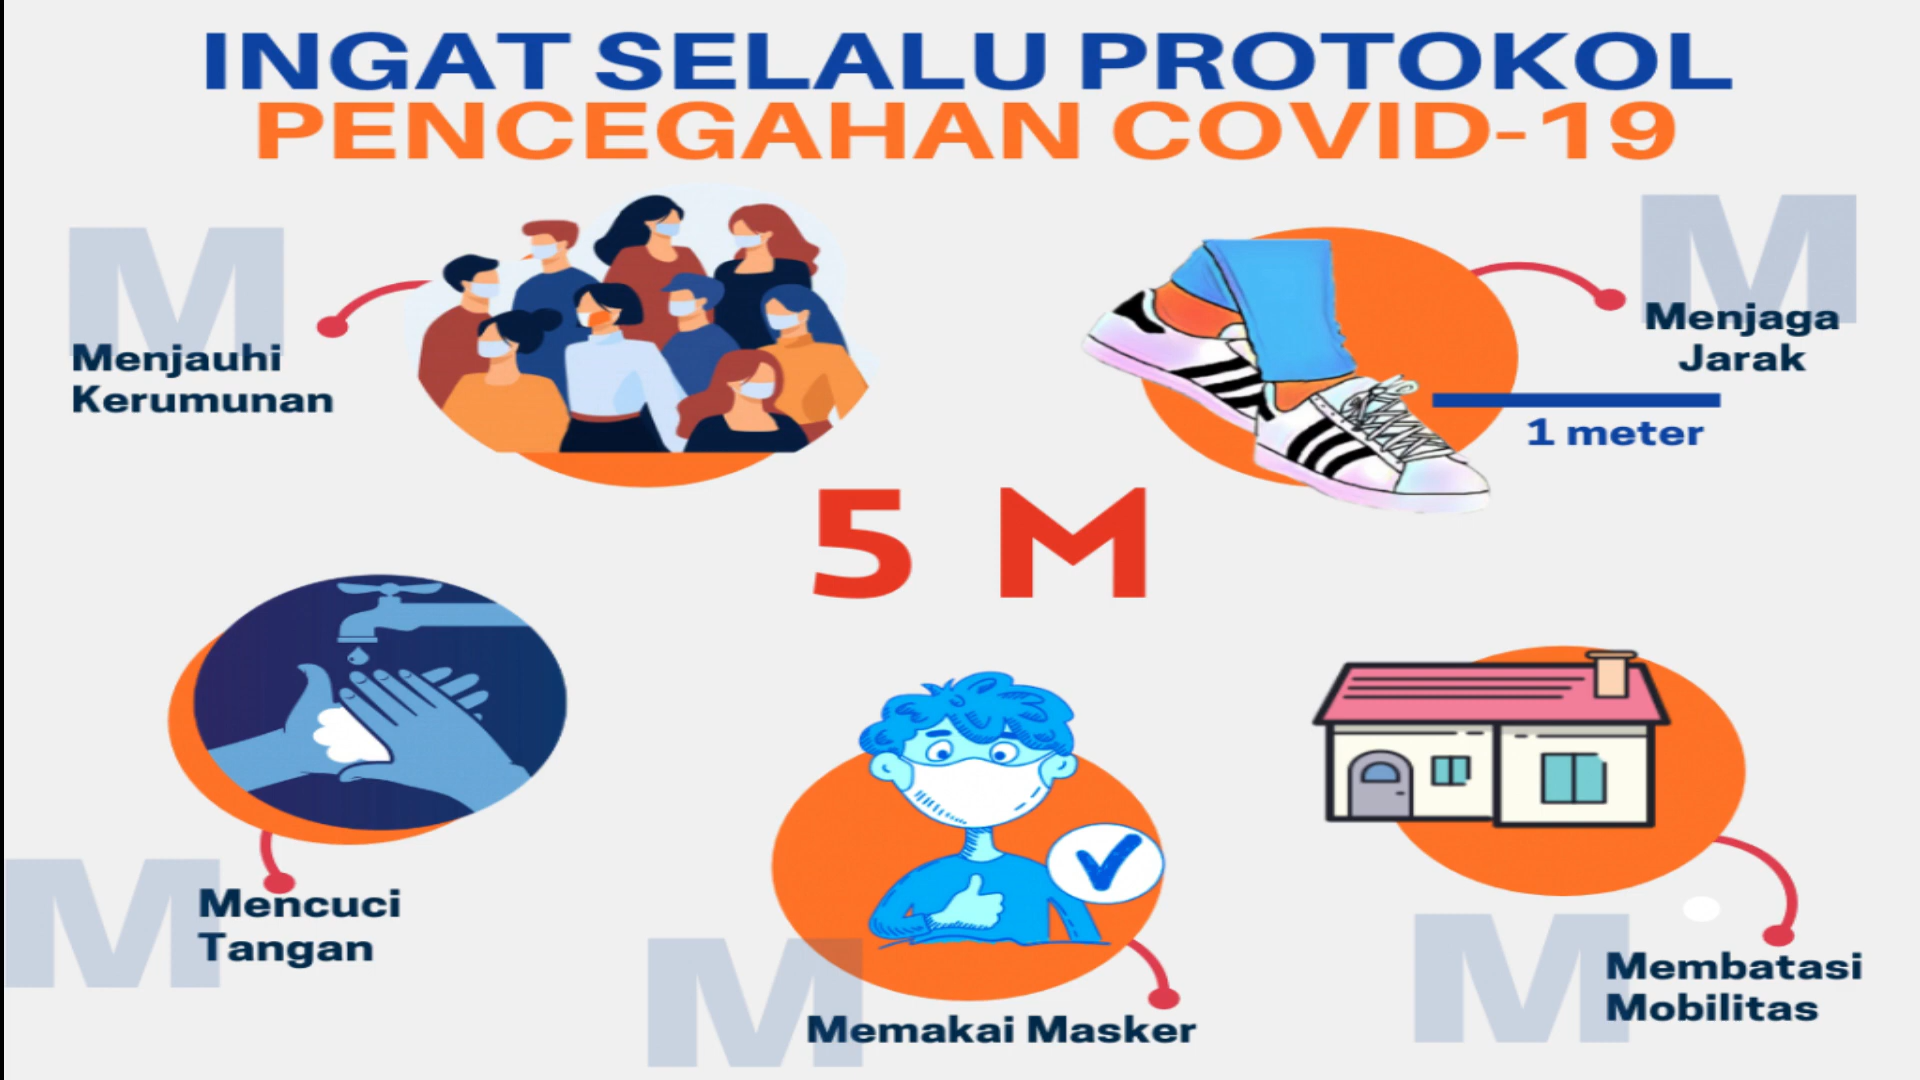 INGAT SELALU PROTOKOL
PENCEGAHAN COVID-19
M
Menjauhi
Kerumunan
M
Menjaga
Jarak
1 meter
5 M
M
Mencuci
Tangan
M
Memakai Masker
M
Membatasi
Mobilitas